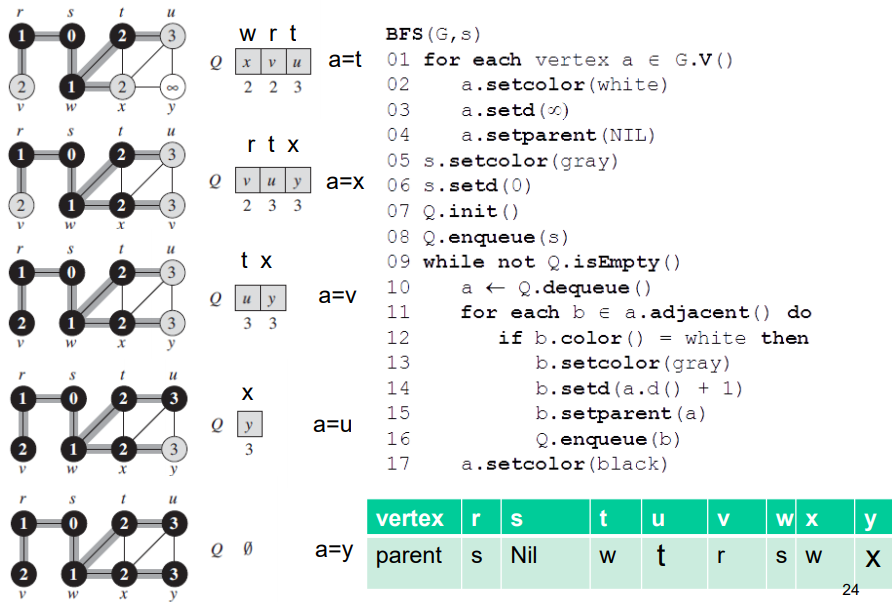 r s t u
1 0 2 3
2 1 2 ∞
v w x y
w r t
Q x v u
2 2 3
a=t
r s t u
1 0 2 3
2 1 2 3
v w x v
r t x
Q v u y
2 3 3
a=x
r s t u
1 0 2 3
2 1 2 3
v w x y
t x
Q u y
3 3
a=v
r s t u
1 0 2 3
2 1 2 3
v w x y
x
Q y
3
a=u
r s t u
1 0 2 3
2 1 2 3
v w x y
Q ∅
a=y
BFS(G,s)
01 for each vertex a ∈ G.V()
02 a.setcolor(white)
03 a.setd(∞)
04 a.setparent(NIL)
05 s.setcolor(gray)
06 s.setd(0)
07 Q.init()
08 Q.enqueue(s)
09 while not Q.isEmpty()
10 a ← Q.dequeue()
11 for each b ∈ a.adjacent() do
12 if b.color() = white then
13 b.setcolor(gray)
14 b.setd(a.d() + 1)
15 b.setparent(a)
16 Q.enqueue(b)
17 a.setcolor(black)
vertex r s t u v w x y
parent s Nil w t r s w x
24